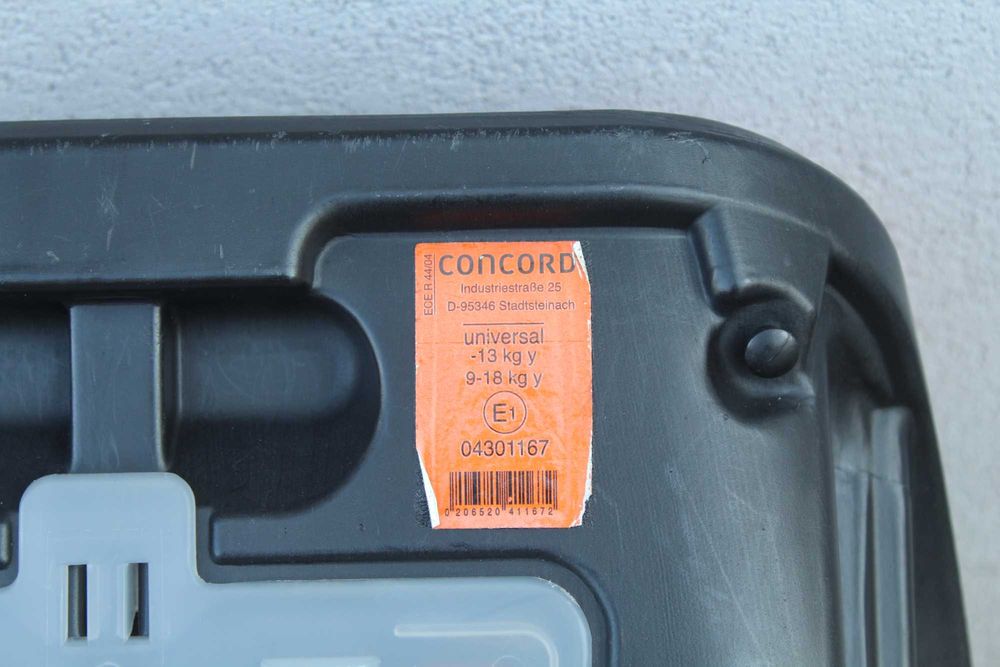 ECE R 44/04
CONCORD
Industriestraße 25
D-95346 Stadtsteinach
universal
-13 kg y
9-18 kg y
E1
04301167
0 206520 411672